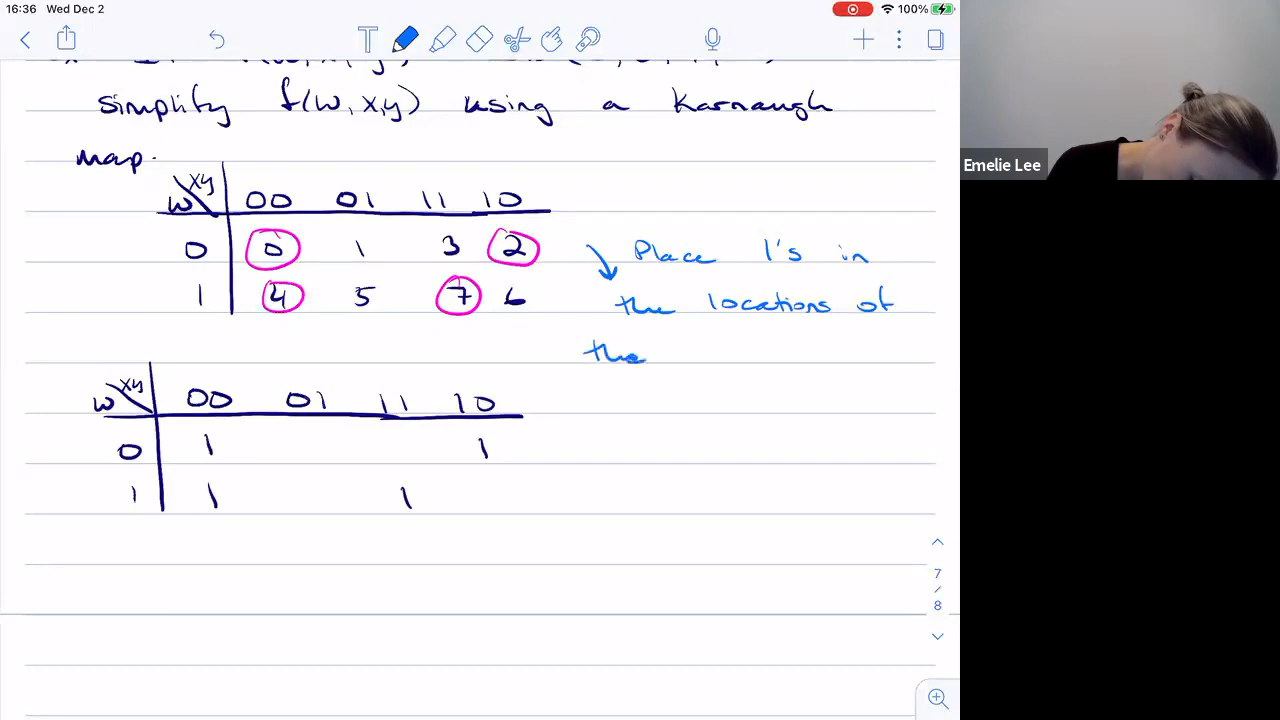 16:36 Wed Dec 2
100%
simplify f(w, x,y) using a Karnaugh
map.
w xy 00 01 11 10
0 0 1 3 2
1 4 5 7 6
Place 1's in
the locations of
the
w xy 00 01 11 10
0 1 1
1 1 1
Emelie Lee
7
/
8